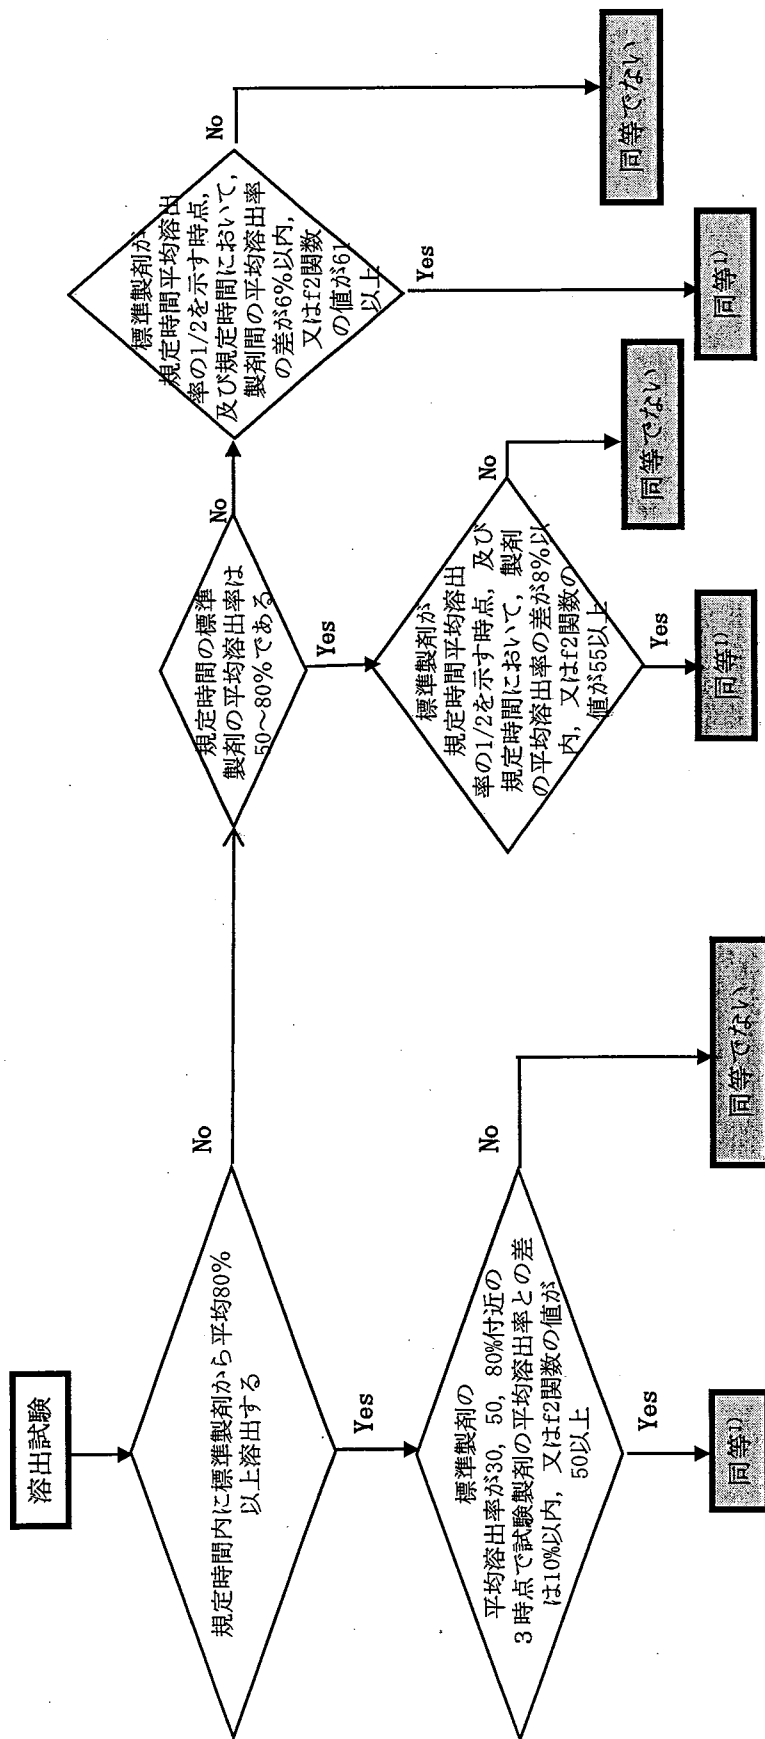 溶出試験
規定時間内に標準製剤から平均80%
以上溶出する
No
Yes
標準製剤の
平均溶出率が30, 50, 80%付近の
3時点で試験製剤の平均溶出率との差
は10%以内, 又はf2関数の値が
50以上
No
Yes
同等1)
同等でない
規定時間の標準
製剤の平均溶出率は
50～80%である
No
Yes
標準製剤が
規定時間平均溶出
率の1/2を示す時点, 及び
規定時間において, 製剤
の平均溶出率の差が8%以
内, 又はf2関数の
値が55以上
No
Yes
同等1)
同等でない
標準製剤が
規定時間平均溶出
率の1/2を示す時点,
及び規定時間において,
製剤間の平均溶出率
の差が6%以内,
又はf2関数
の値が61
以上
No
Yes
同等1)
同等でない